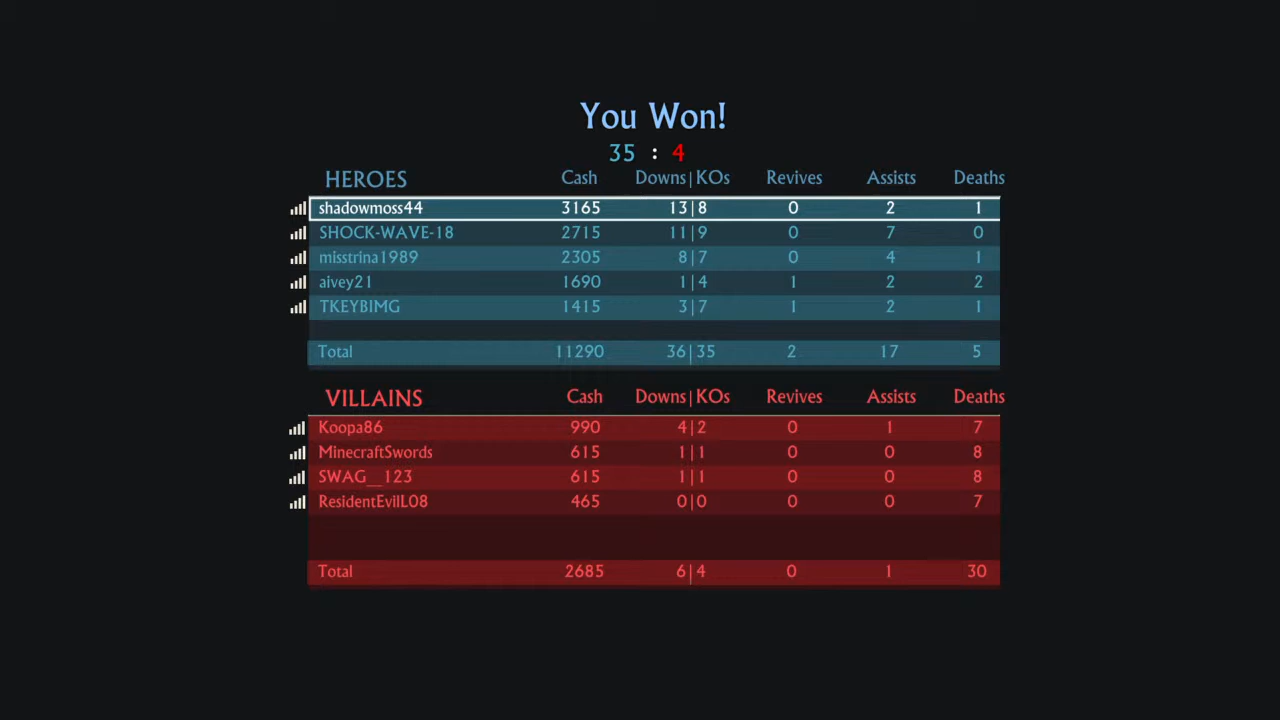 You Won!
35 : 4
HEROES Cash Downs|KOs Revives Assists Deaths
shadowmoss44 3165 13|8 0 2 1
SHOCK-WAVE-18 2715 11|9 0 7 0
misstrina1989 2305 8|7 0 4 1
aivey21 1690 1|4 1 2 2
TKEYBIMG 1415 3|7 1 2 1
Total 11290 36|35 2 17 5
VILLAINS Cash Downs|KOs Revives Assists Deaths
Koopa86 990 4|2 0 1 7
MinecraftSwords 615 1|1 0 0 8
SWAG__123 615 1|1 0 0 8
ResidentEvilL08 465 0|0 0 0 7
Total 2685 6|4 0 1 30